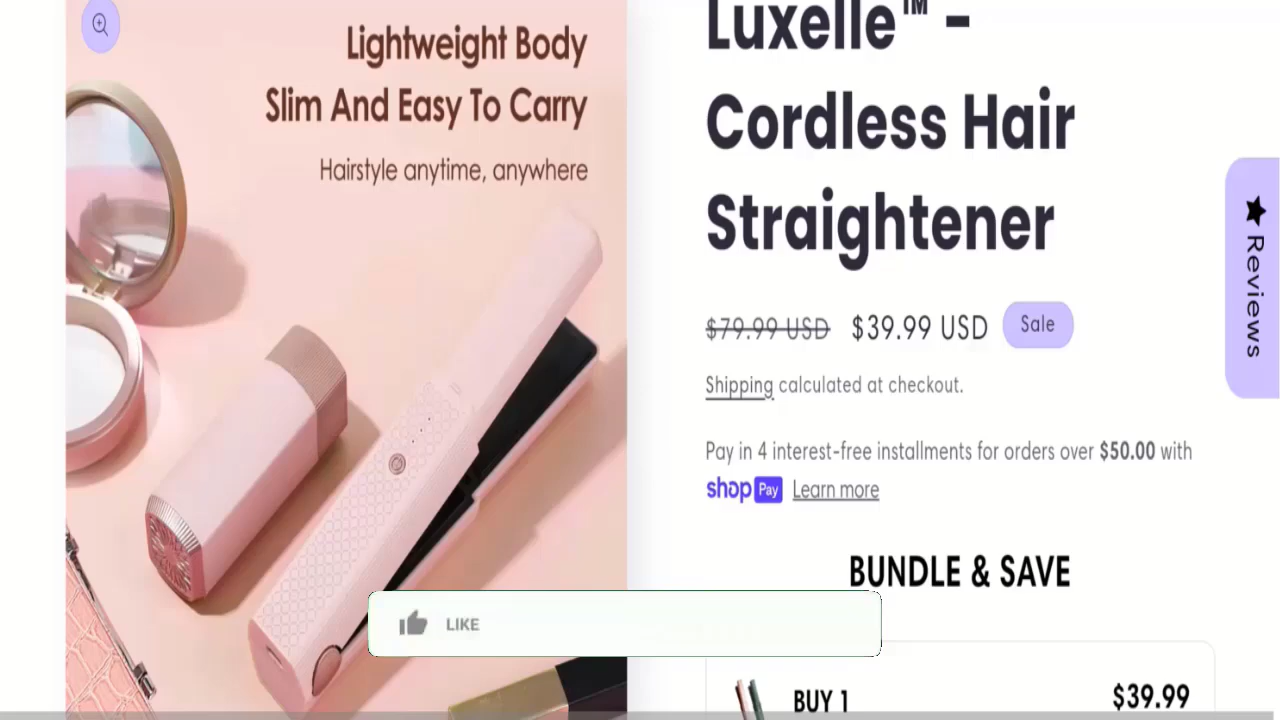 Lightweight Body
Slim And Easy To Carry
Hairstyle anytime, anywhere
Luxelle™ –
Cordless Hair
Straightener
$79.99 USD $39.99 USD Sale
Shipping calculated at checkout.
Pay in 4 interest-free installments for orders over $50.00 with
shop Pay Learn more
BUNDLE & SAVE
BUY 1 $39.99
★ Reviews
LIKE